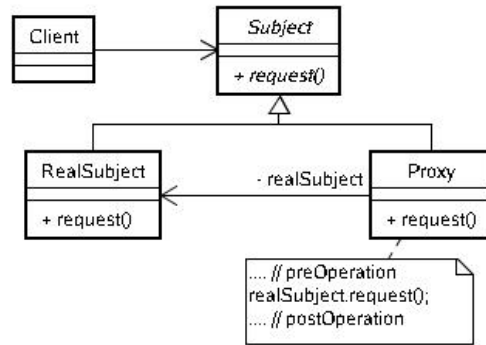 Client
Subject
+ request()
RealSubject
+ request()
- realSubject
Proxy
+ request()
.... // preOperation
realSubject.request();
.... // postOperation